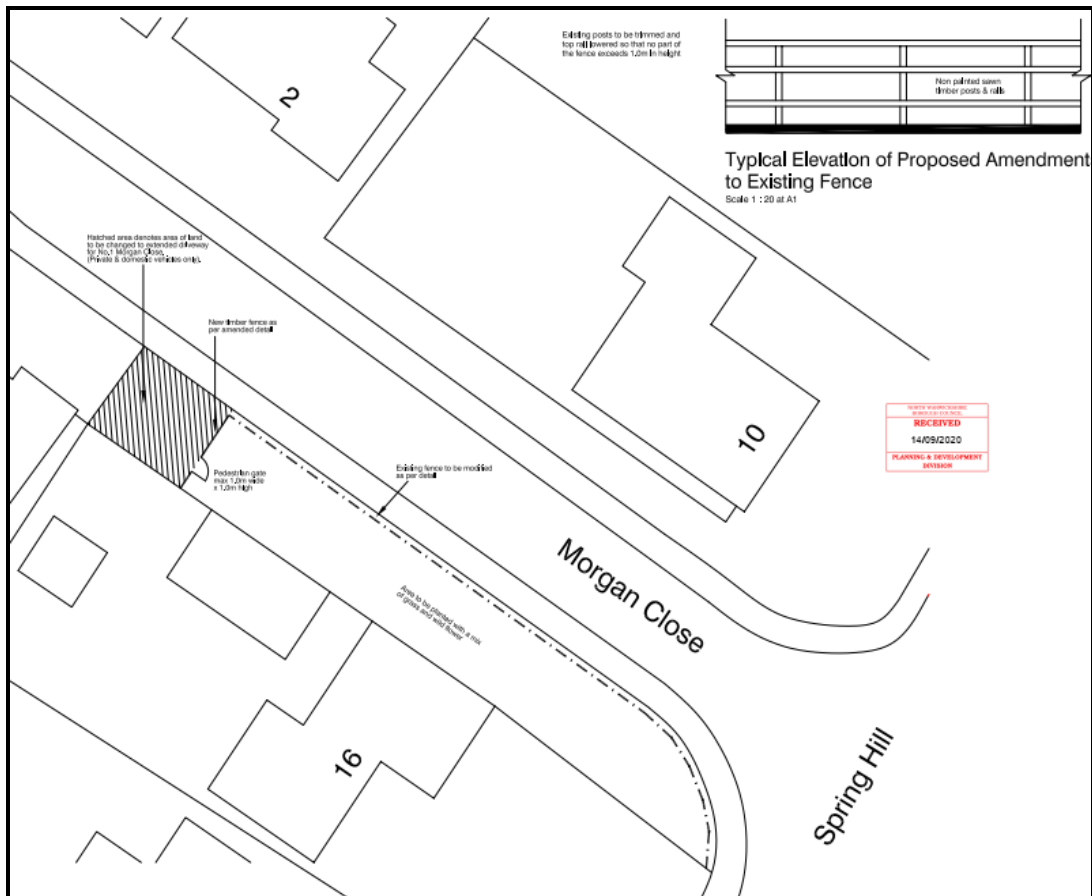 Existing posts to be trimmed and
top rail lowered so that no part of
the fence exceeds 1.0m in height
Non painted sawn
timber posts & rails
Typical Elevation of Proposed Amendment
to Existing Fence
Scale 1 : 20 at A1
2
Hatched area denotes area of land
to be changed to extended driveway
for No.1 Morgan Close.
(Private & domestic vehicles only).
New timber fence as
per amended detail
10
NORTH WARWICKSHIRE
BOROUGH COUNCIL
RECEIVED
14/09/2020
PLANNING & DEVELOPMENT
DIVISION
Pedestrian gate
max 1.0m wide
x 1.0m high
Existing fence to be modified
as per detail
Morgan Close
Area to be planted with a mix
of grass and wild flower
16
Spring Hill